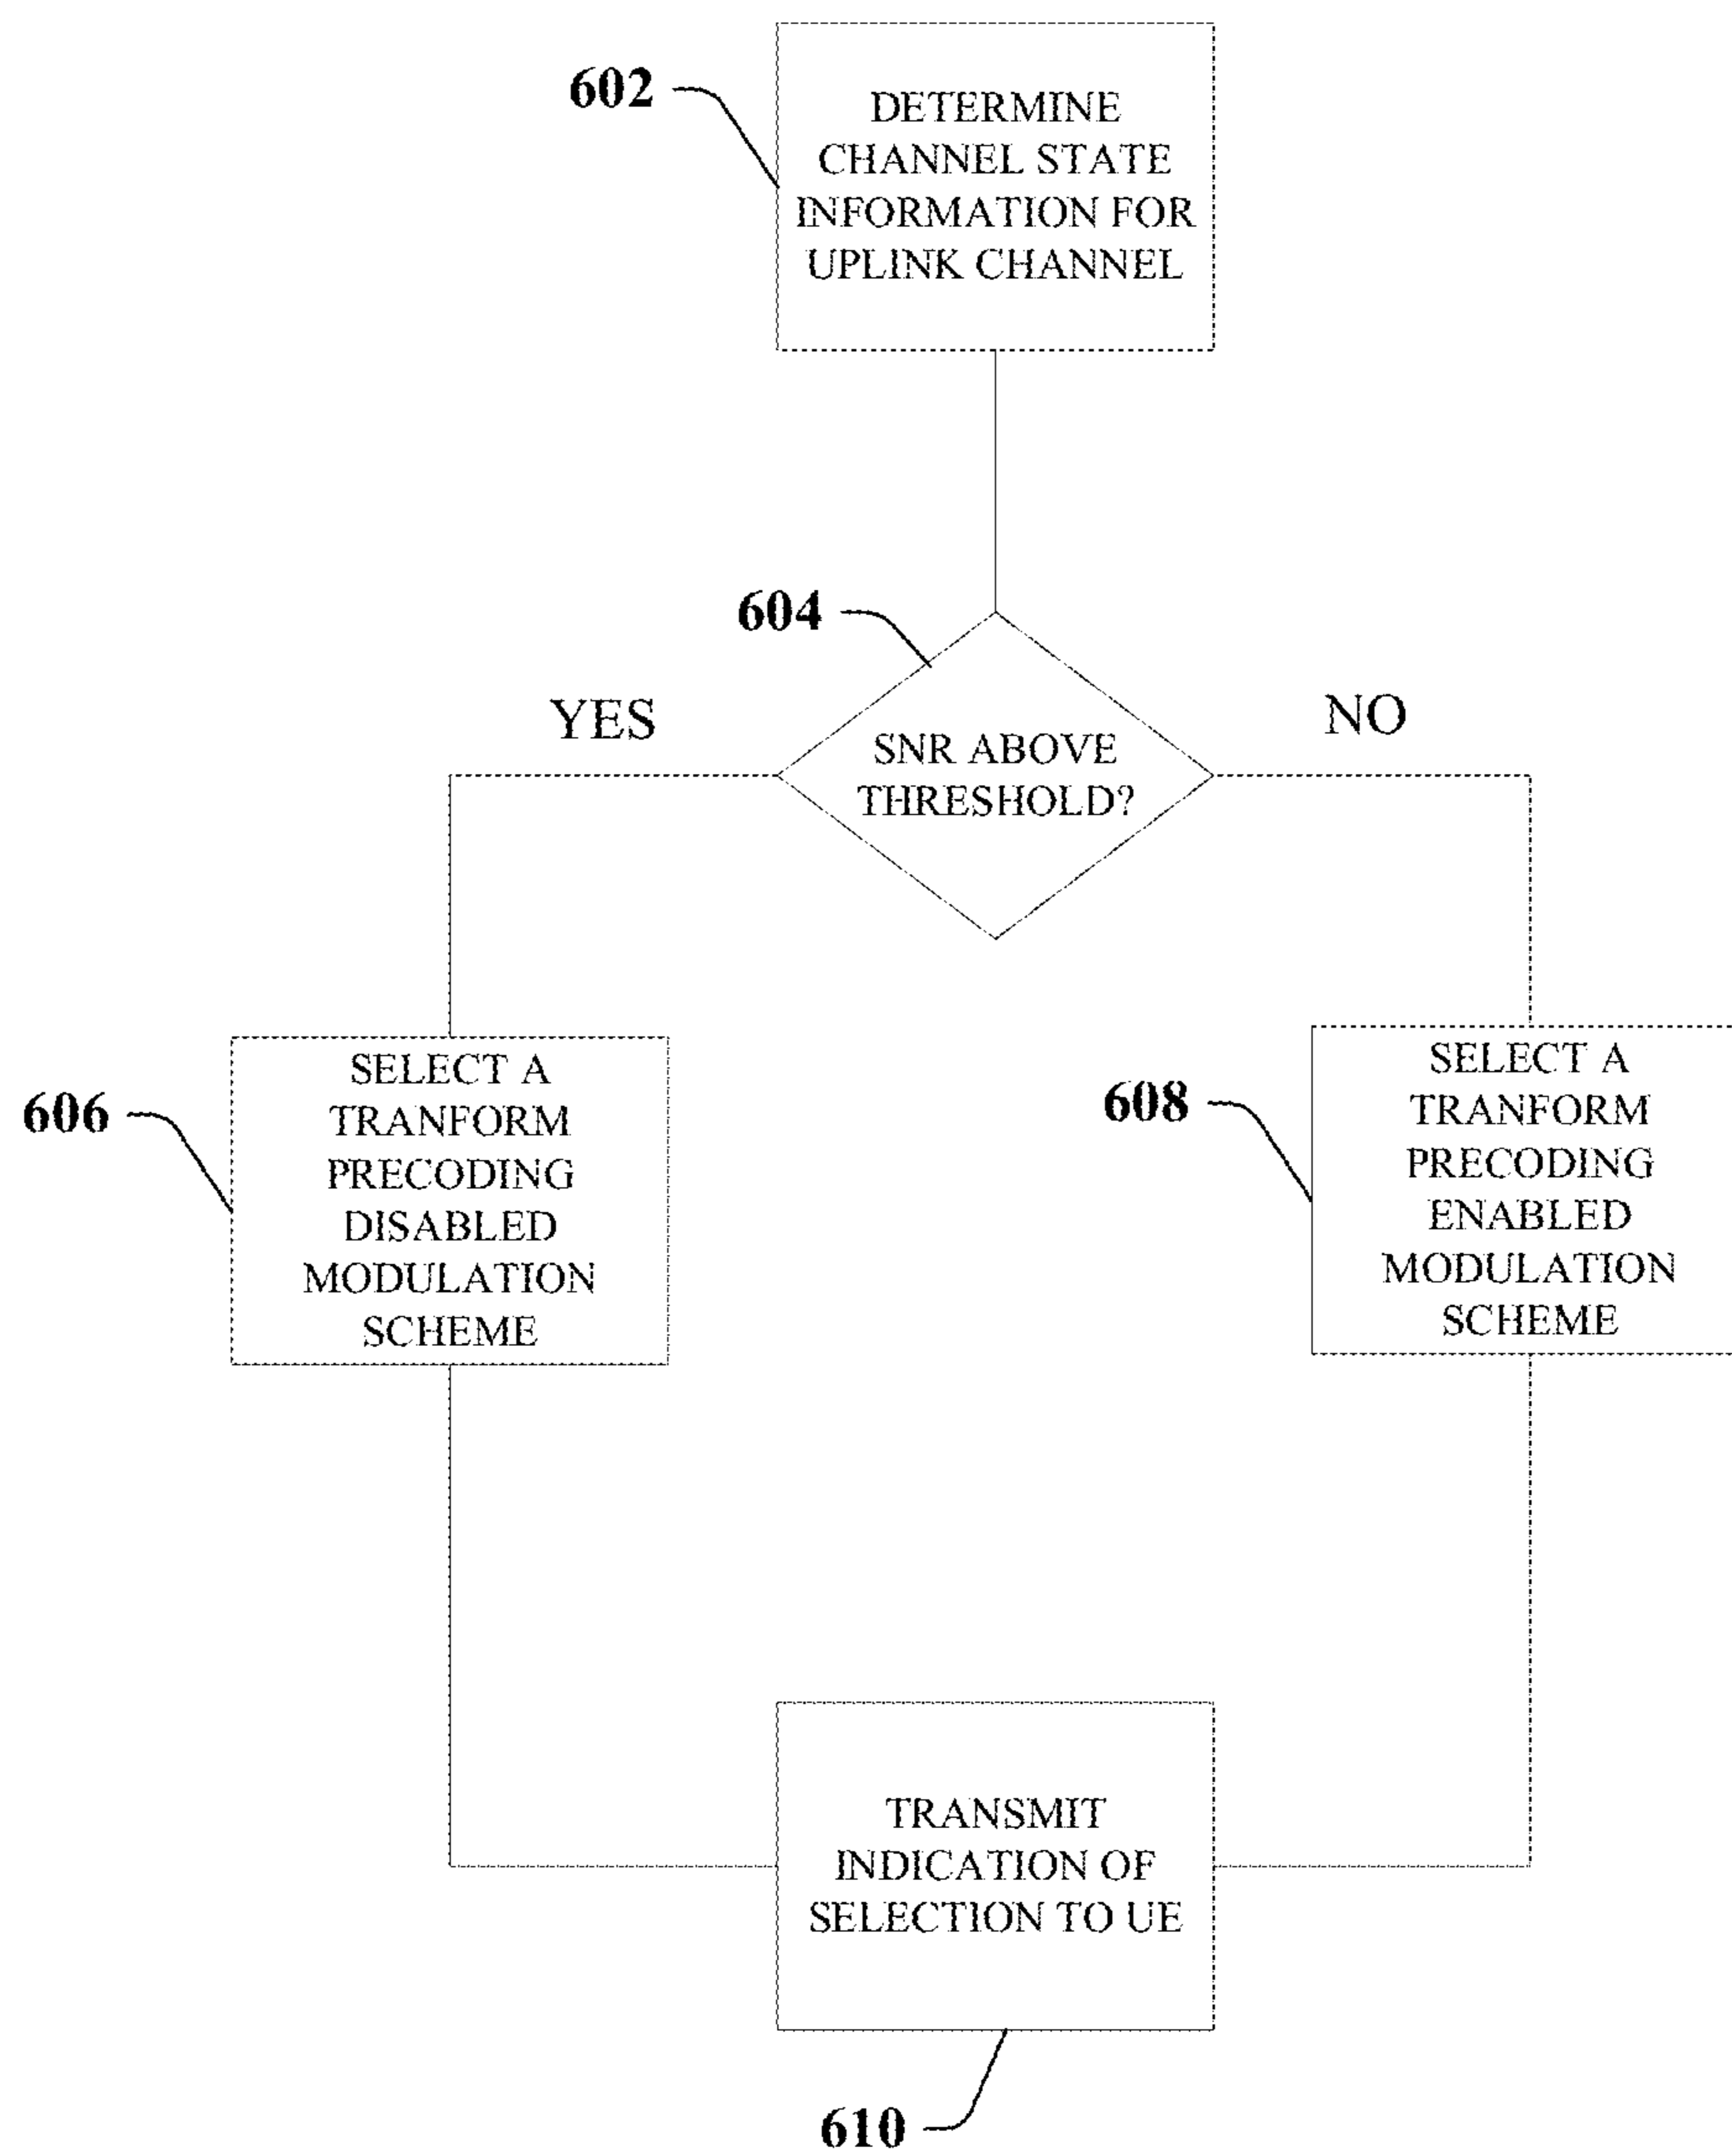 602
DETERMINE
CHANNEL STATE
INFORMATION FOR
UPLINK CHANNEL
604
YES
NO
SNR ABOVE
THRESHOLD?
606
SELECT A
TRANFORM
PRECODING
DISABLED
MODULATION
SCHEME
608
SELECT A
TRANFORM
PRECODING
ENABLED
MODULATION
SCHEME
TRANSMIT
INDICATION OF
SELECTION TO UE
610